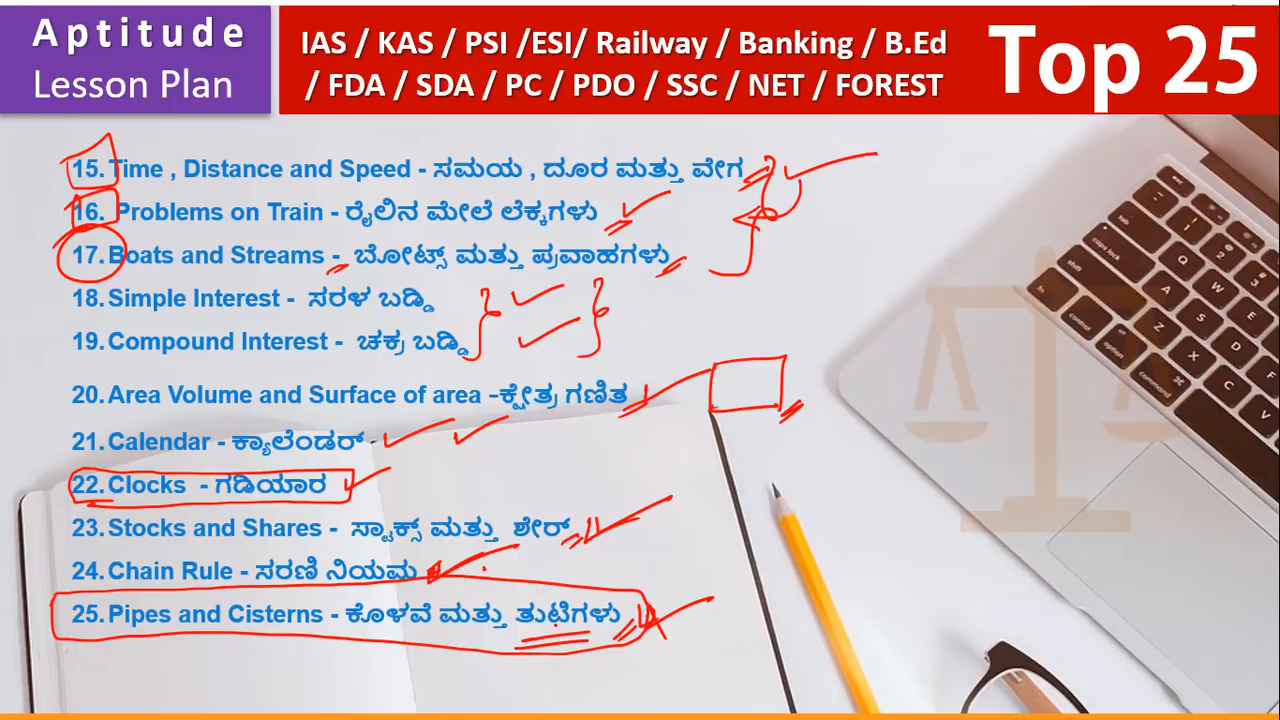 Aptitude
Lesson Plan
IAS / KAS / PSI /ESI/ Railway / Banking / B.Ed
/ FDA / SDA / PC / PDO / SSC / NET / FOREST
Top 25
15. Time , Distance and Speed - ಸಮಯ , ದೂರ ಮತ್ತು ವೇಗ
16. Problems on Train - ರೈಲಿನ ಮೇಲೆ ಲೆಕ್ಕಗಳು
17. Boats and Streams - ಬೋಟ್ಸ್ ಮತ್ತು ಪ್ರವಾಹಗಳು
18. Simple Interest - ಸರಳ ಬಡ್ಡಿ
19. Compound Interest - ಚಕ್ರ ಬಡ್ಡಿ
20. Area Volume and Surface of area –ಕ್ಷೇತ್ರ ಗಣಿತ
21. Calendar - ಕ್ಯಾಲೆಂಡರ್
22. Clocks - ಗಡಿಯಾರ
23. Stocks and Shares - ಸ್ಟಾಕ್ಸ್ ಮತ್ತು ಶೇರ್
24. Chain Rule - ಸರಣಿ ನಿಯಮ
25. Pipes and Cisterns - ಕೊಳವೆ ಮತ್ತು ತುಟಿಗಳು